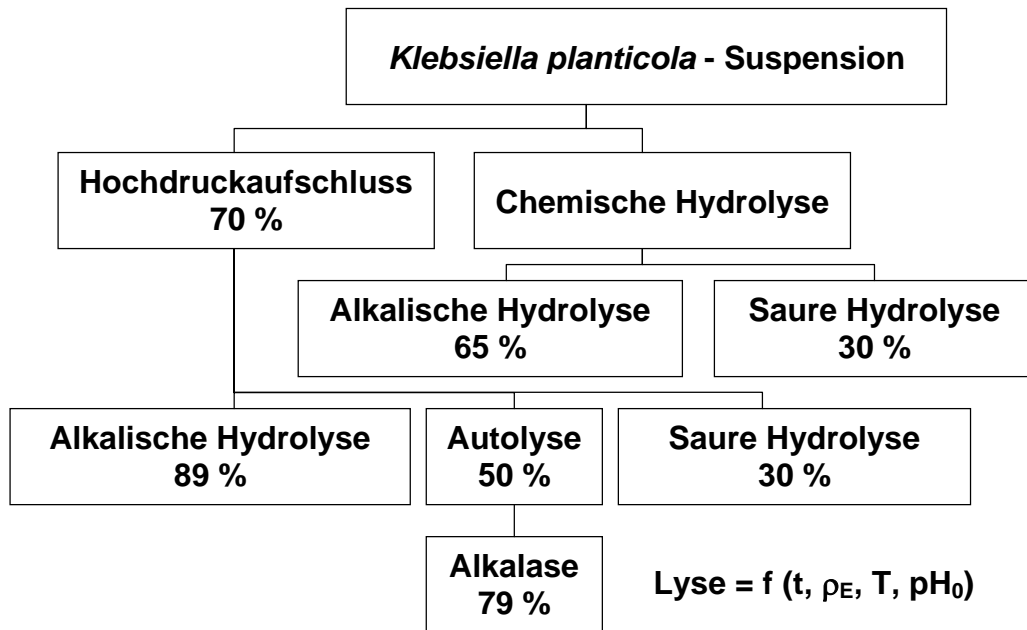 Klebsiella planticola - Suspension
Hochdruckaufschluss
70 %
Chemische Hydrolyse
Alkalische Hydrolyse
65 %
Saure Hydrolyse
30 %
Alkalische Hydrolyse
89 %
Autolyse
50 %
Saure Hydrolyse
30 %
Alkalase
79 %
Lyse = f (t, ρE, T, pH0)